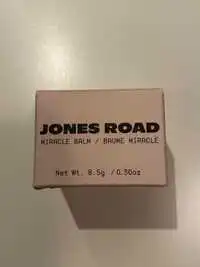 JONES ROAD
MIRACLE BALM / BAUME MIRACLE
Net Wt. 8.5g / 0.30oz